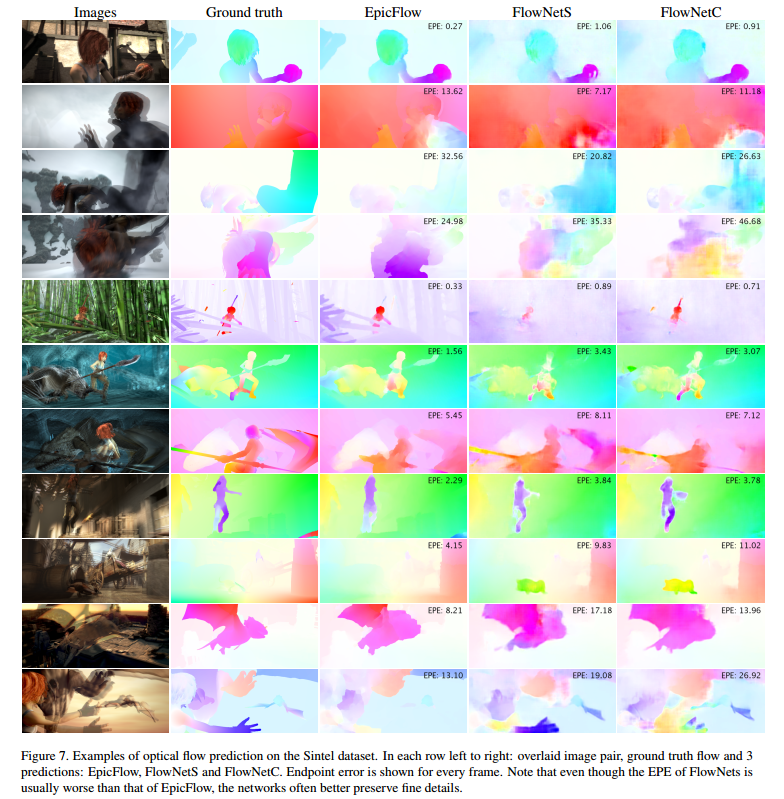 Images Ground truth EpicFlow FlowNetS FlowNetC
EPE: 0.27 EPE: 1.06 EPE: 0.91
EPE: 13.62 EPE: 7.17 EPE: 11.18
EPE: 32.56 EPE: 20.82 EPE: 26.63
EPE: 24.98 EPE: 35.33 EPE: 46.68
EPE: 0.33 EPE: 0.89 EPE: 0.71
EPE: 1.56 EPE: 3.43 EPE: 3.07
EPE: 5.45 EPE: 8.11 EPE: 7.12
EPE: 2.29 EPE: 3.84 EPE: 3.78
EPE: 4.15 EPE: 9.83 EPE: 11.02
EPE: 8.21 EPE: 17.18 EPE: 13.96
EPE: 13.10 EPE: 19.08 EPE: 26.92
Figure 7. Examples of optical flow prediction on the Sintel dataset. In each row left to right: overlaid image pair, ground truth flow and 3
predictions: EpicFlow, FlowNetS and FlowNetC. Endpoint error is shown for every frame. Note that even though the EPE of FlowNets is
usually worse than that of EpicFlow, the networks often better preserve fine details.